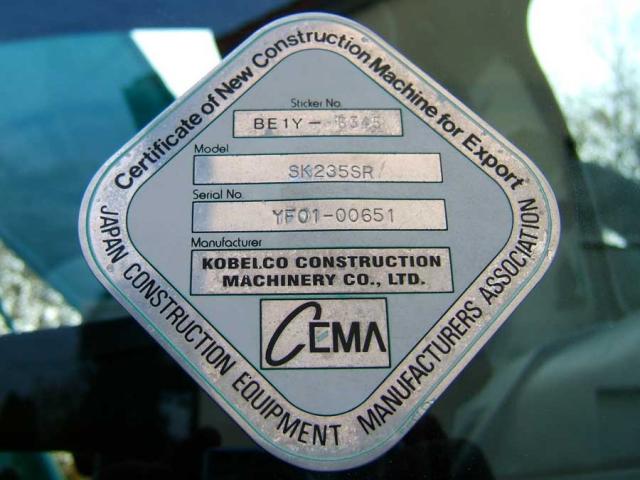 Certificate of New Construction Machine for Export
Sticker No.
BE1Y-
Model
SK235SR
Serial No.
YF01-00651
Manufacturer
KOBELCO CONSTRUCTION
MACHINERY CO., LTD.
CEMA
JAPAN CONSTRUCTION EQUIPMENT MANUFACTURERS ASSOCIATION